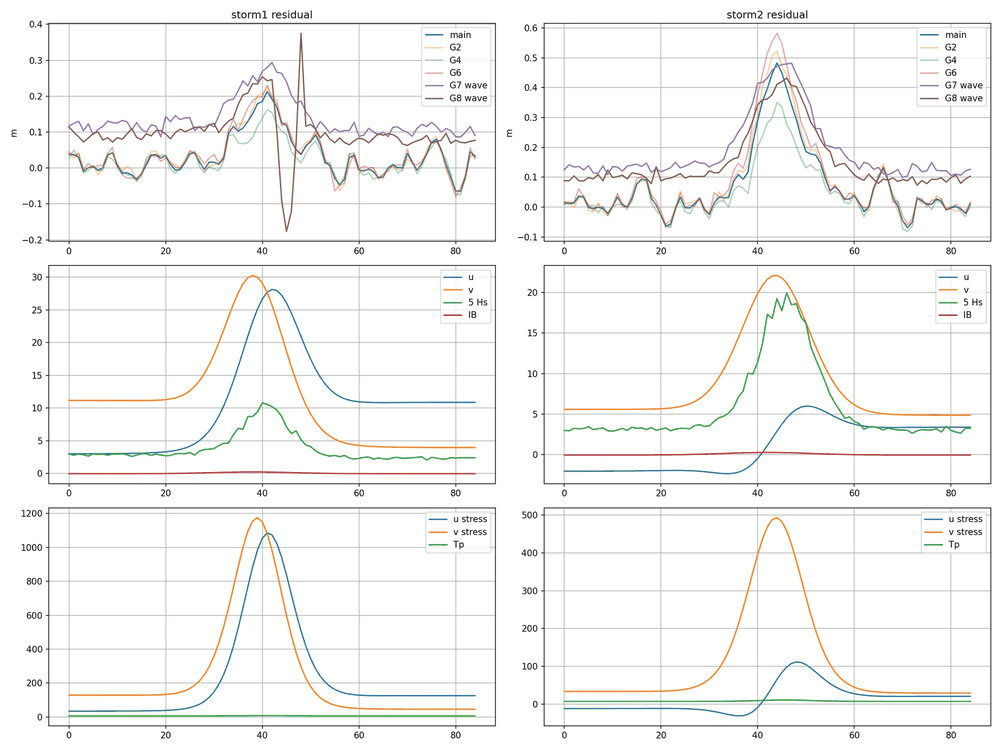 storm1 residual
0.4
0.3
0.2
0.1
0.0
−0.1
−0.2
m
0 20 40 60 80
main
G2
G4
G6
G7 wave
G8 wave
storm2 residual
0.6
0.5
0.4
0.3
0.2
0.1
0.0
−0.1
m
0 20 40 60 80
main
G2
G4
G6
G7 wave
G8 wave
30
25
20
15
10
5
0
0 20 40 60 80
u
v
5 Hs
IB
20
15
10
5
0
0 20 40 60 80
u
v
5 Hs
IB
1200
1000
800
600
400
200
0
0 20 40 60 80
u stress
v stress
Tp
500
400
300
200
100
0
0 20 40 60 80
u stress
v stress
Tp